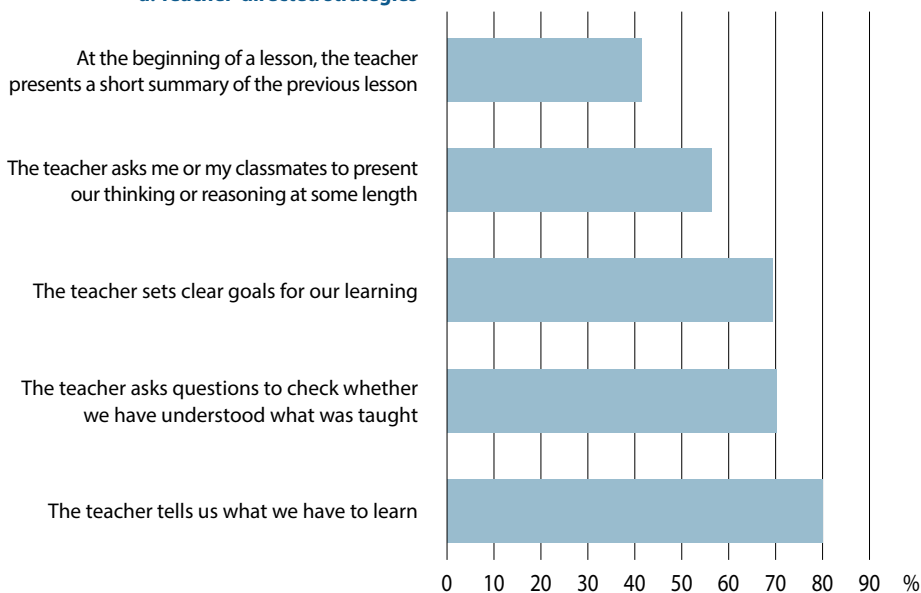 At the beginning of a lesson, the teacher
presents a short summary of the previous lesson
The teacher asks me or my classmates to present
our thinking or reasoning at some length
The teacher sets clear goals for our learning
The teacher asks questions to check whether
we have understood what was taught
The teacher tells us what we have to learn
0 10 20 30 40 50 60 70 80 90 %